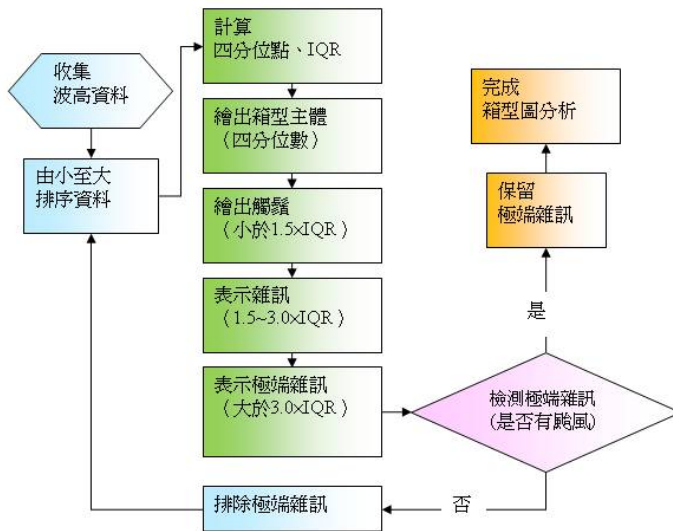 收集
波高資料
由小至大
排序資料
計算
四分位點、IQR
繪出箱型主體
（四分位數）
繪出觸鬚
（小於1.5×IQR）
表示雜訊
（1.5~3.0×IQR）
表示極端雜訊
（大於3.0×IQR）
檢測極端雜訊
(是否有颱風)
是
保留
極端雜訊
完成
箱型圖分析
否
排除極端雜訊